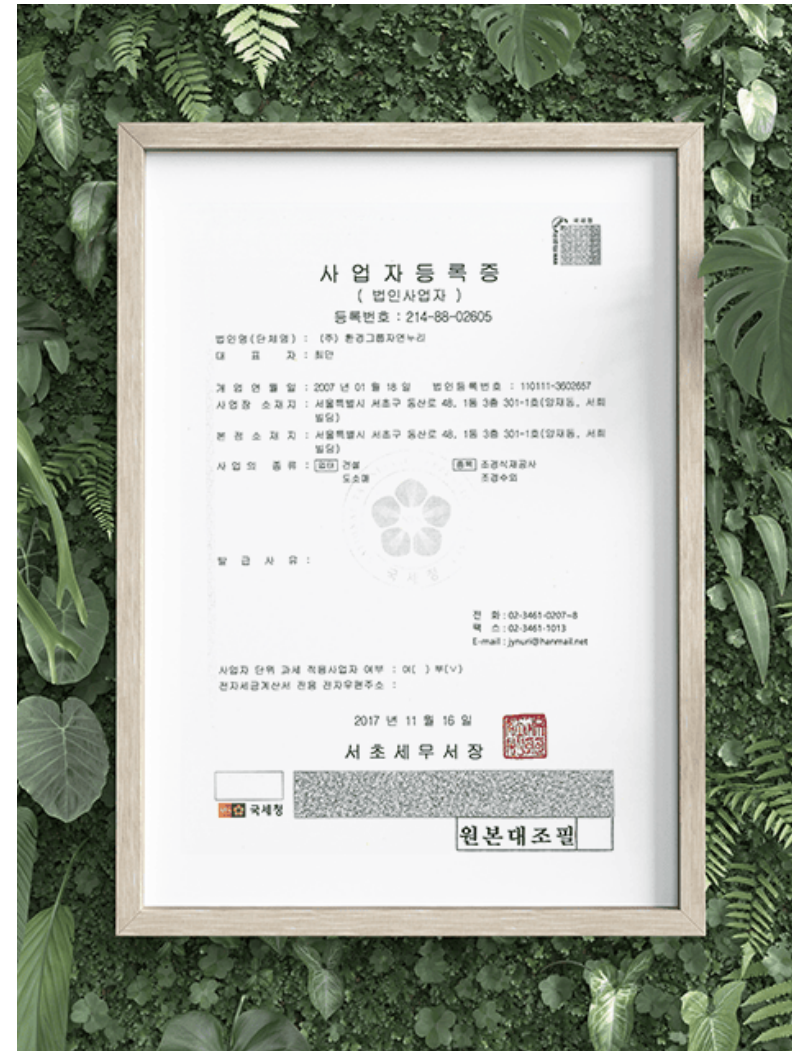 국세청
사 업 자 등 록 증
( 법인사업자 )
등록번호 : 214-88-02605
법인명(단체명) : (주) 환경그룹자연누리
대 표 자 : 최만
개 업 연 월 일 : 2007 년 01 월 18 일 법인등록번호 : 110111-3602657
사업장 소재지 : 서울특별시 서초구 동산로 48, 1동 3층 301-1호(양재동, 서희
빌딩)
본 점 소 재 지 : 서울특별시 서초구 동산로 48, 1동 3층 301-1호(양재동, 서희
빌딩)
사 업 의 종 류 : 업태 건설 종목 조경식재공사
도소매 조경수외
국세청
발 급 사 유 :
전 화 : 02-3461-0207~8
팩 스 : 02-3461-1013
E-mail : jynuri@hanmail.net
사업자 단위 과세 적용사업자 여부 : 여( ) 부(v)
전자세금계산서 전용 전자우편주소 :
2017 년 11 월 16 일
서 초 세 무 서 장
국세청
원본대조필